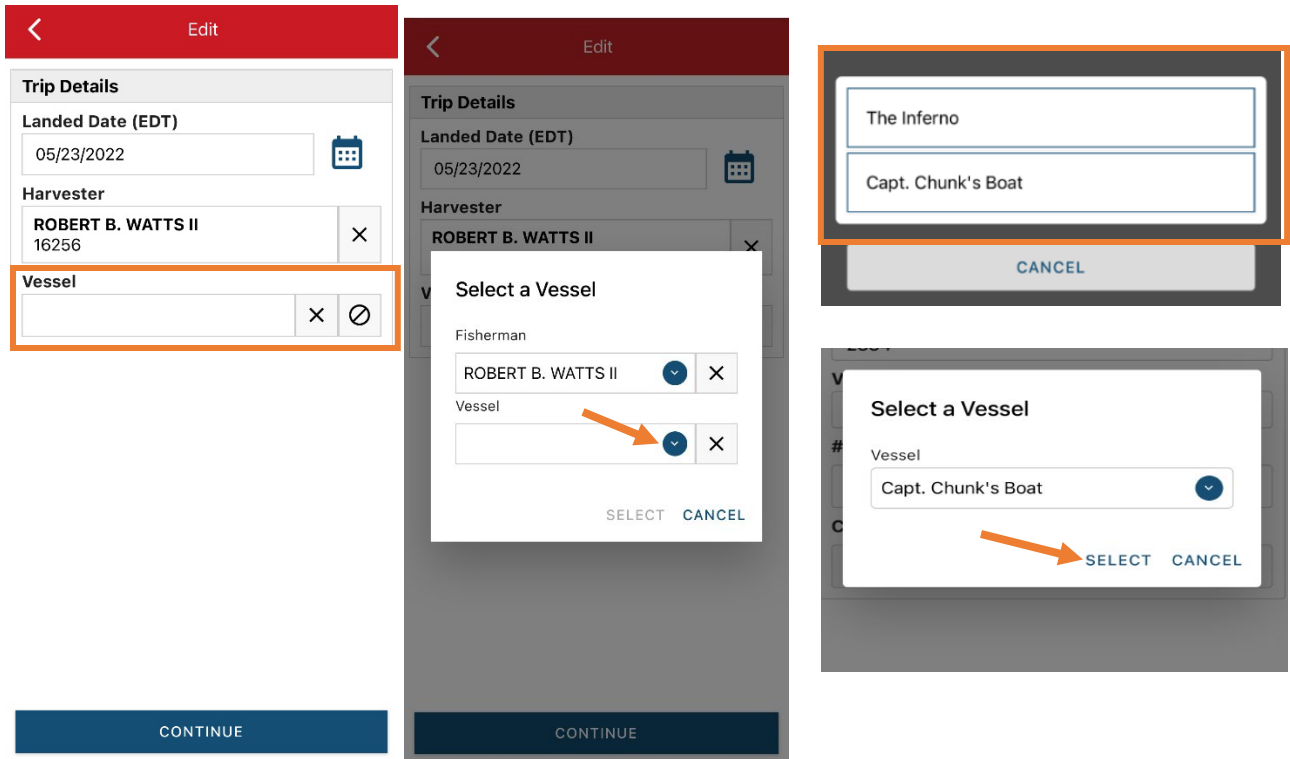 Edit
Trip Details
Landed Date (EDT)
05/23/2022
Harvester
ROBERT B. WATTS II
16256
Vessel
CONTINUE
Edit
Trip Details
Landed Date (EDT)
05/23/2022
Harvester
ROBERT B. WATTS II
V
Select a Vessel
Fisherman
ROBERT B. WATTS II
Vessel
SELECT CANCEL
CONTINUE
The Inferno
Capt. Chunk's Boat
CANCEL
V
#
C
Select a Vessel
Vessel
Capt. Chunk's Boat
SELECT CANCEL